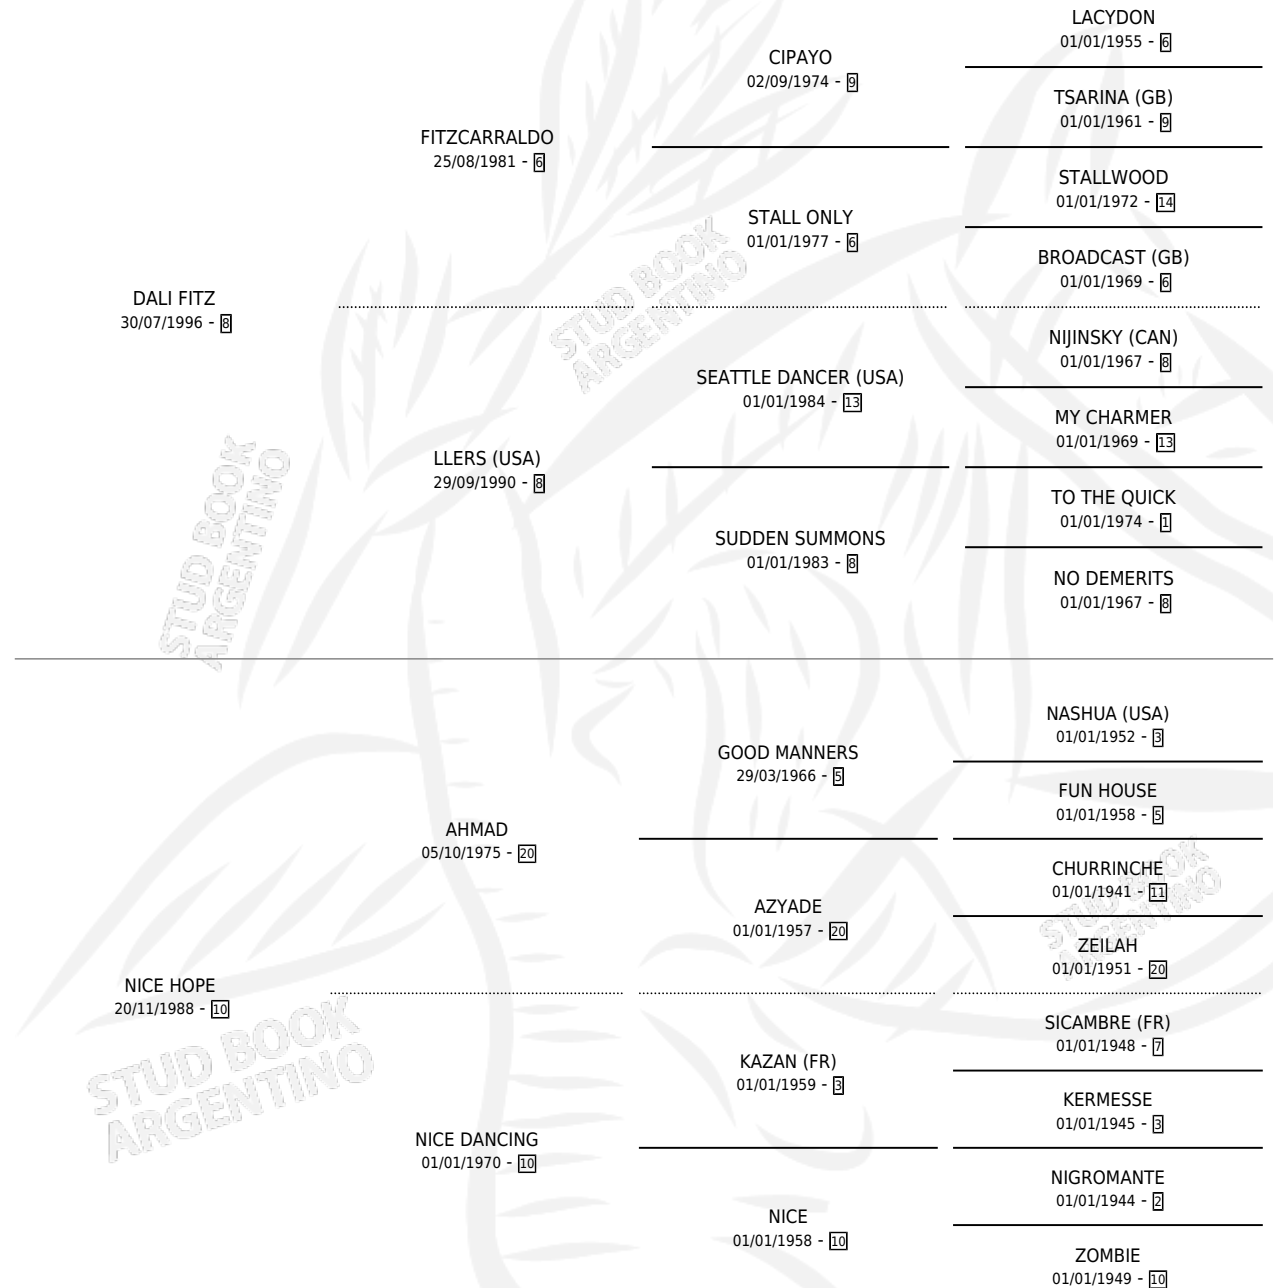 LACYDON
01/01/1955 - 6
CIPAYO
02/09/1974 - 9
TSARINA (GB)
01/01/1961 - 9
FITZCARRALDO
25/08/1981 - 6
STALLWOOD
01/01/1972 - 14
STALL ONLY
01/01/1977 - 6
BROADCAST (GB)
01/01/1969 - 6
DALI FITZ
30/07/1996 - 8
NIJINSKY (CAN)
01/01/1967 - 8
SEATTLE DANCER (USA)
01/01/1984 - 13
MY CHARMER
01/01/1969 - 13
LLERS (USA)
29/09/1990 - 8
TO THE QUICK
01/01/1974 - 1
SUDDEN SUMMONS
01/01/1983 - 8
NO DEMERITS
01/01/1967 - 8
STUD BOOK
ARGENTINO
STUD BOOK
ARGENTINO
NASHUA (USA)
01/01/1952 - 3
GOOD MANNERS
29/03/1966 - 5
FUN HOUSE
01/01/1958 - 5
AHMAD
05/10/1975 - 20
CHURRINCHE
01/01/1941 - 11
AZYADE
01/01/1957 - 20
ZEILAH
01/01/1951 - 20
STUD BOOK
ARGENTINO
NICE HOPE
20/11/1988 - 10
SICAMBRE (FR)
01/01/1948 - 7
KAZAN (FR)
01/01/1959 - 3
KERMESSE
01/01/1945 - 3
NICE DANCING
01/01/1970 - 10
NIGROMANTE
01/01/1944 - 2
NICE
01/01/1958 - 10
ZOMBIE
01/01/1949 - 10
STUD BOOK
ARGENTINO